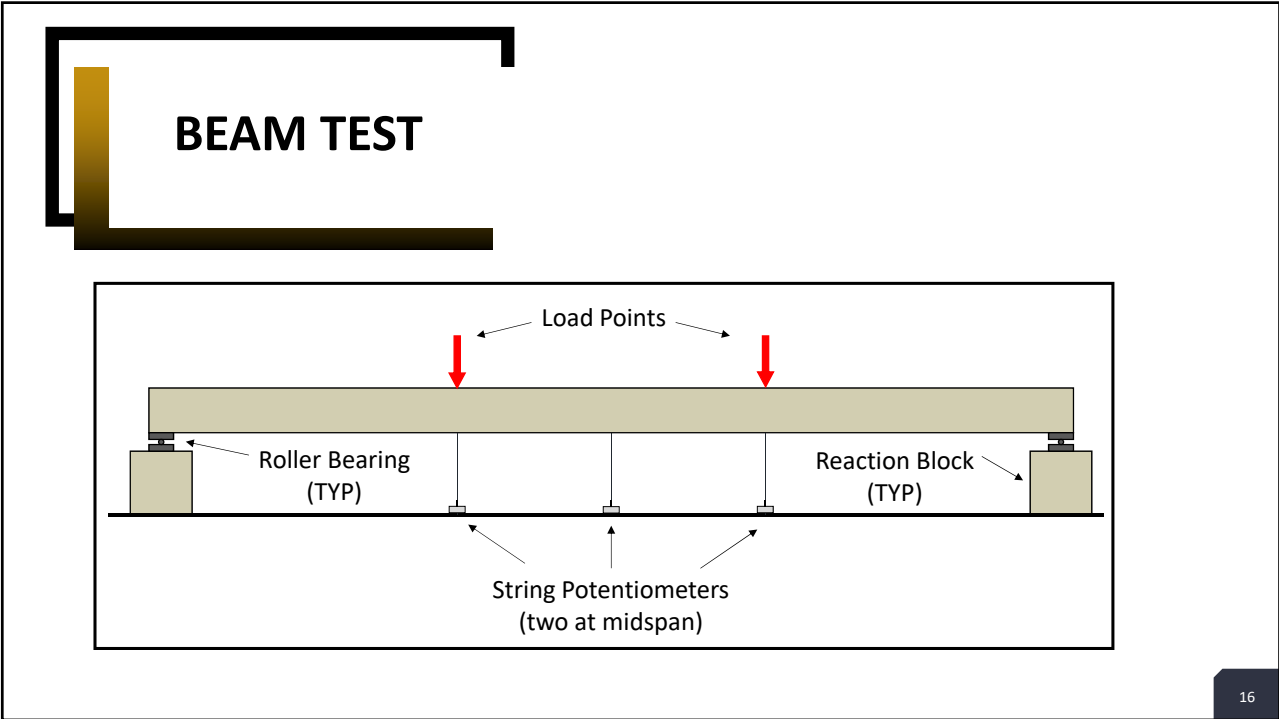 BEAM TEST
Load Points
Roller Bearing
(TYP)
Reaction Block
(TYP)
String Potentiometers
(two at midspan)
16